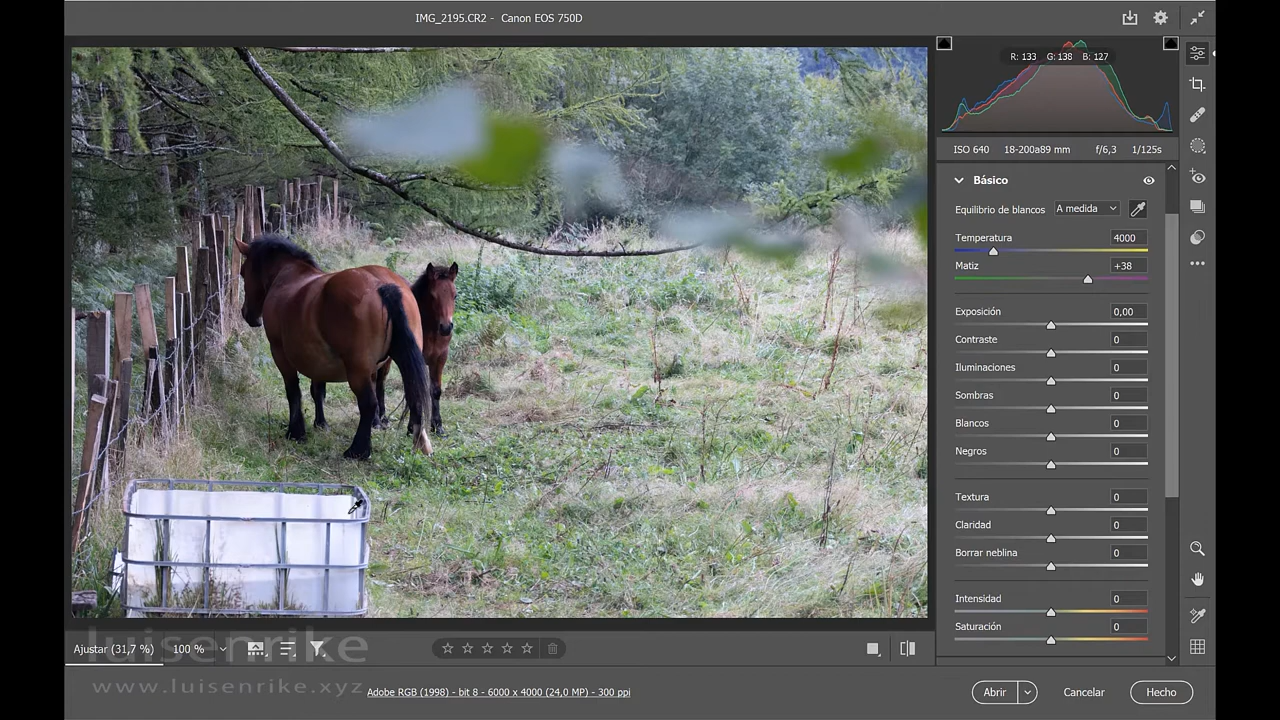 IMG_2195.CR2 - Canon EOS 750D
R: 133 G: 138 B: 127
ISO 640 18-200a89 mm f/6,3 1/125s
Básico
Equilibrio de blancos A medida
Temperatura 4000
Matiz +38
Exposición 0,00
Contraste 0
Iluminaciones 0
Sombras 0
Blancos 0
Negros 0
Textura 0
Claridad 0
Borrar neblina 0
Intensidad 0
Saturación 0
Ajustar (31,7 %) 100 %
luisenrike
www.luisenrike.xyz
Adobe RGB (1998) - bit 8 - 6000 x 4000 (24,0 MP) - 300 ppi
Abrir Cancelar Hecho